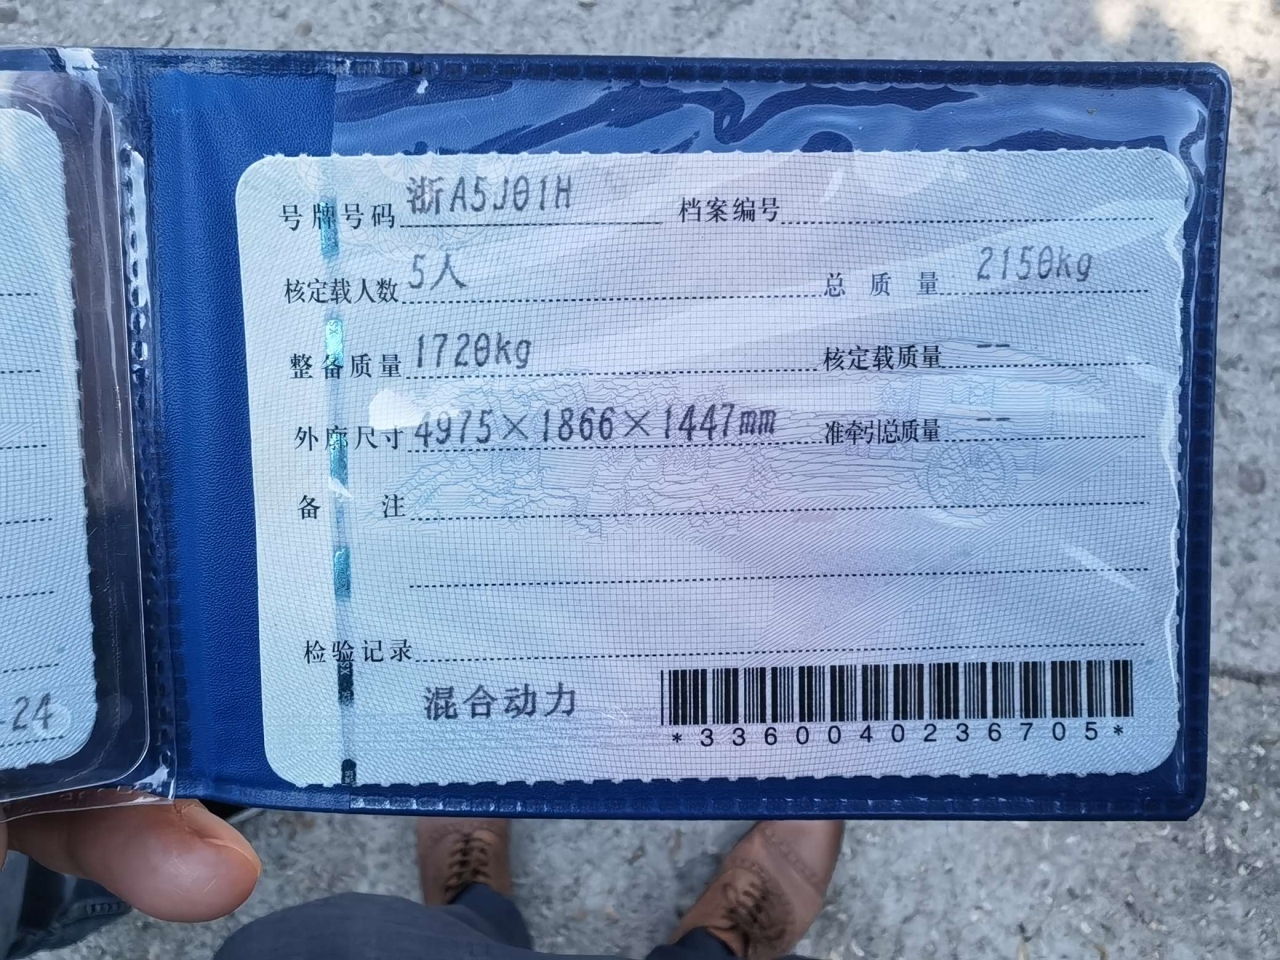 号牌号码 浙A5J01H 档案编号
核定载人数 5人 总质量 2150kg
整备质量 1720kg 核定载质量 --
外廓尺寸 4975×1866×1447mm 准牵引总质量 --
备注
检验记录
混合动力
*3360040236705*
-24